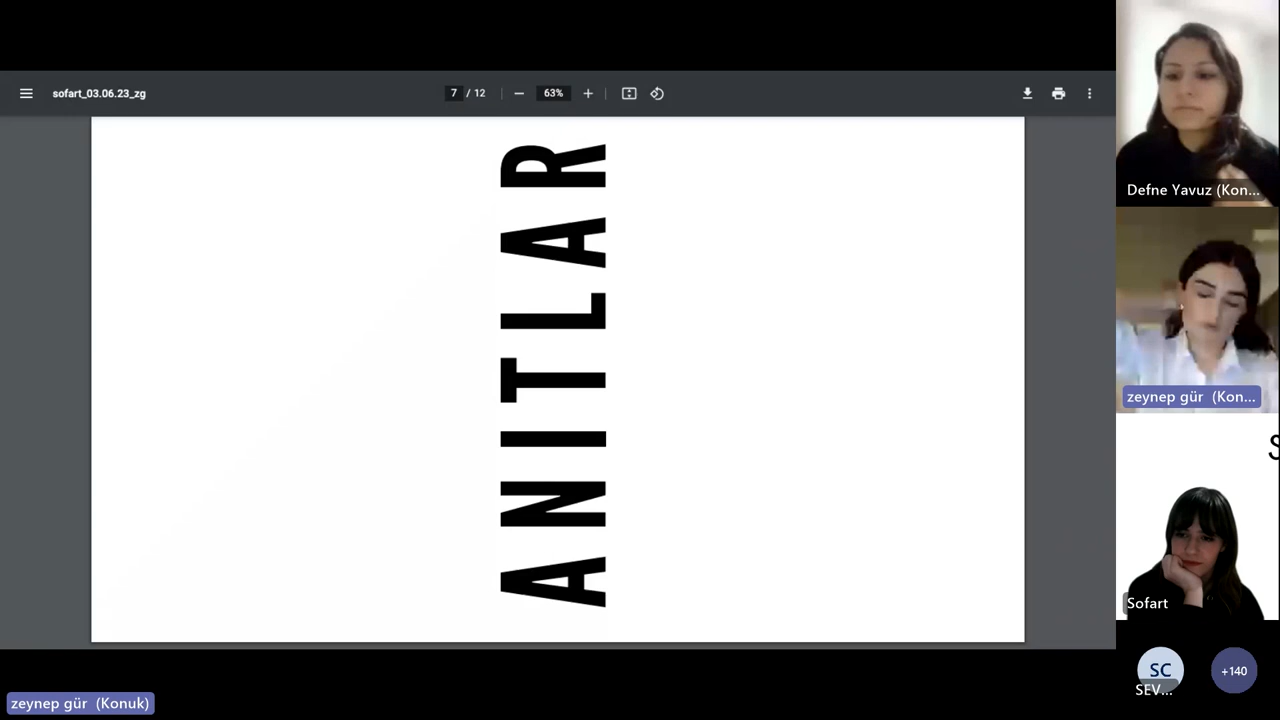 sofart_03.06.23_zg
7 / 12
63%
ANITLAR
Defne Yavuz (Kon...
zeynep gür (Kon...
S
Sofart
SC
SEV...
+140
zeynep gür (Konuk)